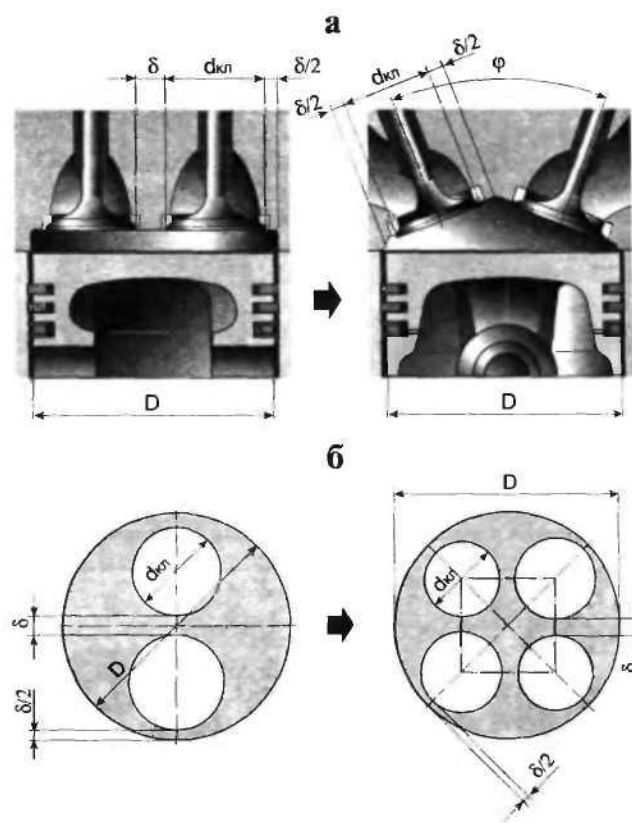 а
δ dкл δ/2
δ/2 dкл δ/2 φ
D D
б
dкл D δ δ/2
D dкл δ δ/2